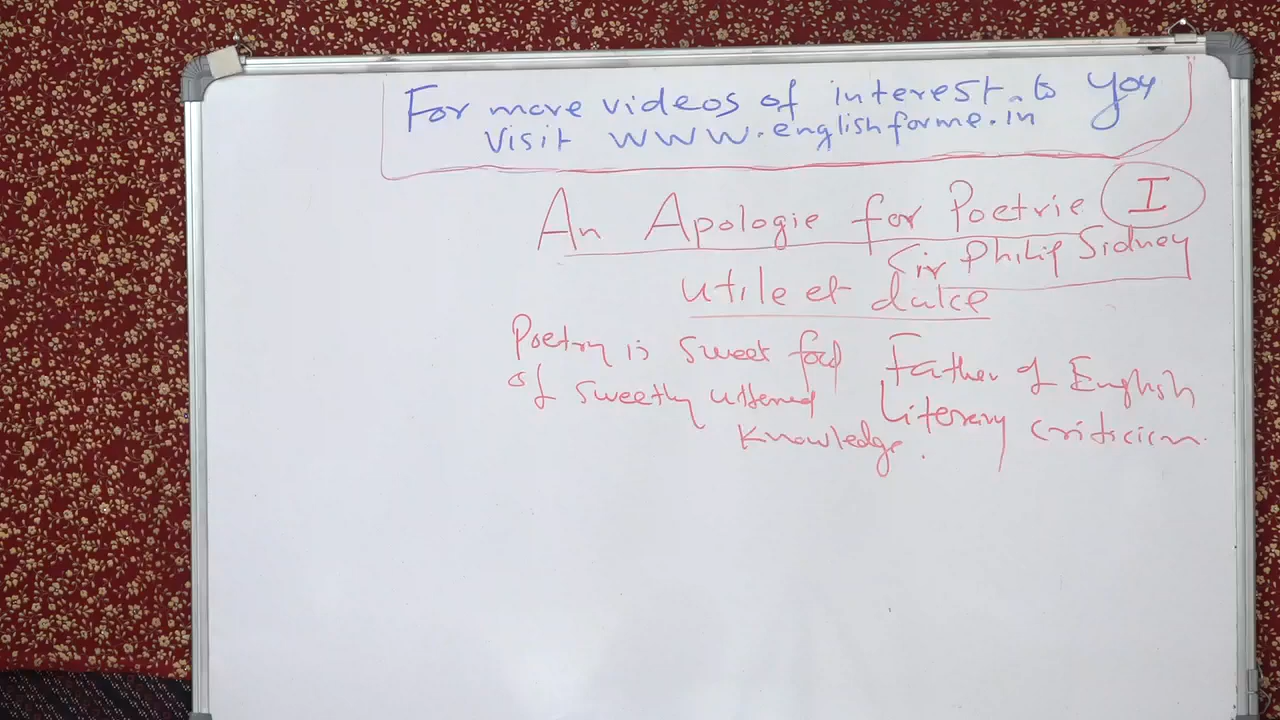 For more videos of interest to you
Visit www.englishforme.in
An Apologie for Poetrie I
Sir Philip Sidney
utile et dulce
Poetry is sweet food
of sweetly uttered
knowledge.
Father of English
Literary criticism.